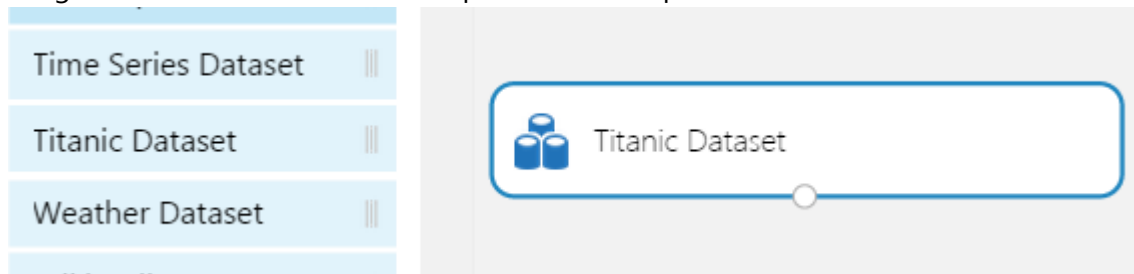 Time Series Dataset
Titanic Dataset
Weather Dataset
Titanic Dataset